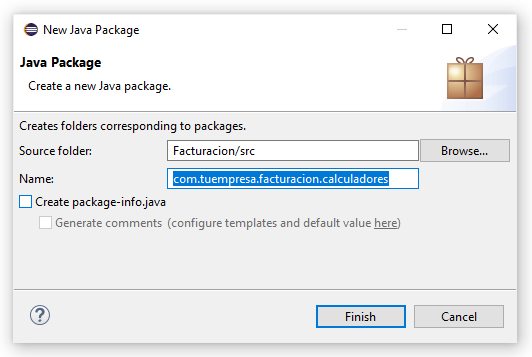 New Java Package
Java Package
Create a new Java package.
Creates folders corresponding to packages.
Source folder: Facturacion/src Browse...
Name: com.tuempresa.facturacion.calculadores
Create package-info.java
Generate comments (configure templates and default value here)
? Finish Cancel